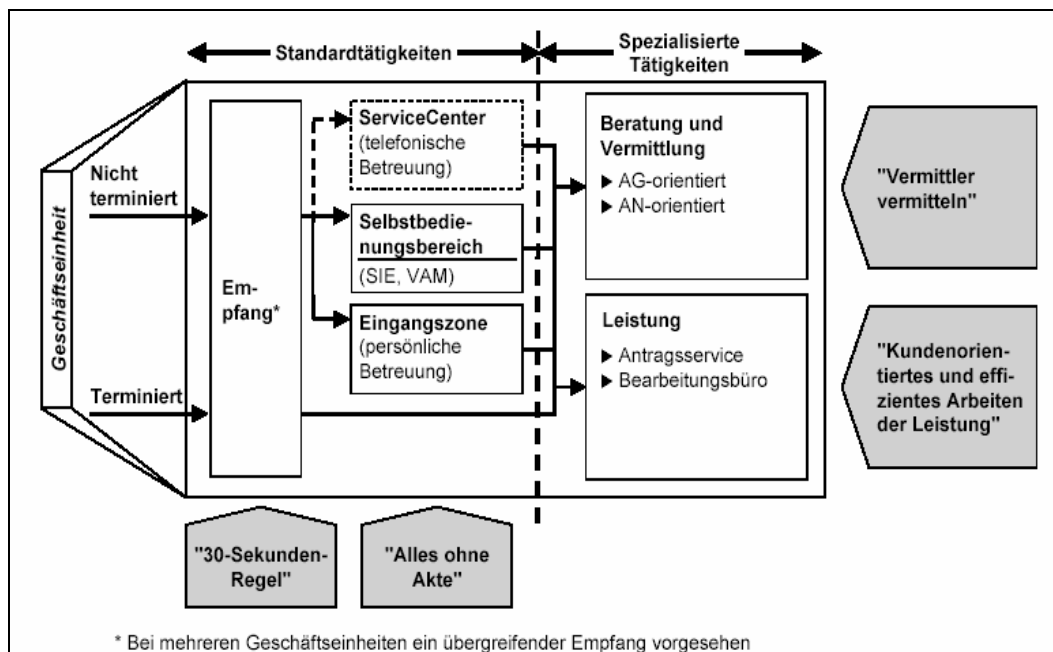 Standardtätigkeiten
Spezialisierte
Tätigkeiten
Geschäftseinheit
Nicht
terminiert
Terminiert
Em-
pfang*
ServiceCenter
(telefonische
Betreuung)
Selbstbedie-
nungsbereich
(SIE, VAM)
Eingangszone
(persönliche
Betreuung)
Beratung und
Vermittlung
▶ AG-orientiert
▶ AN-orientiert
Leistung
▶ Antragsservice
▶ Bearbeitungsbüro
"Vermittler
vermitteln"
"Kundenorien-
tiertes und effi-
zientes Arbeiten
der Leistung"
"30-Sekunden-
Regel"
"Alles ohne
Akte"
* Bei mehreren Geschäftseinheiten ein übergreifender Empfang vorgesehen